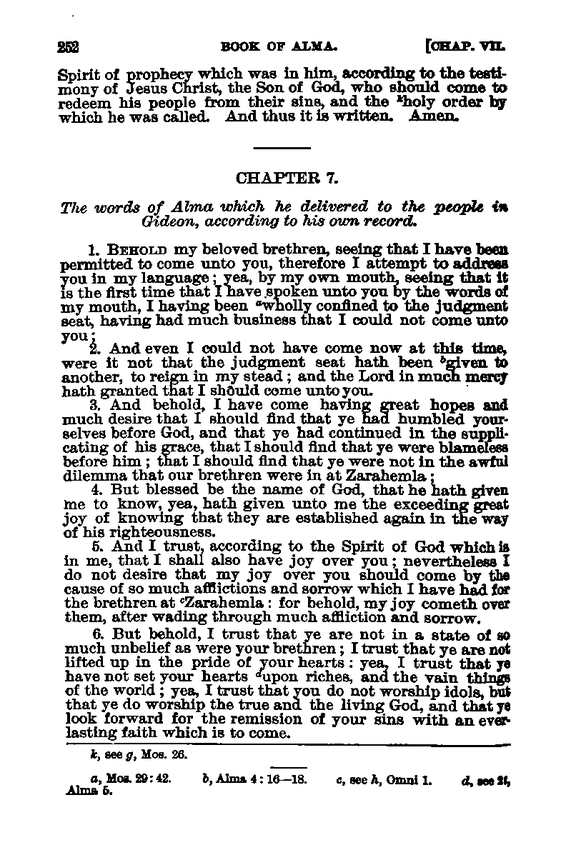 252 BOOK OF ALMA. [CHAP. VII.
Spirit of prophecy which was in him, according to the testi-
mony of Jesus Christ, the Son of God, who should come to
redeem his people from their sins, and the ᵏholy order by
which he was called. And thus it is written. Amen.
CHAPTER 7.
The words of Alma which he delivered to the people in
Gideon, according to his own record.
1. BEHOLD my beloved brethren, seeing that I have been
permitted to come unto you, therefore I attempt to address
you in my language; yea, by my own mouth, seeing that it
is the first time that I have spoken unto you by the words of
my mouth, I having been ᵃwholly confined to the judgment
seat, having had much business that I could not come unto
you;
2. And even I could not have come now at this time,
were it not that the judgment seat hath been ᵇgiven to
another, to reign in my stead; and the Lord in much mercy
hath granted that I should come unto you.
3. And behold, I have come having great hopes and
much desire that I should find that ye had humbled your-
selves before God, and that ye had continued in the suppli-
cating of his grace, that I should find that ye were blameless
before him; that I should find that ye were not in the awful
dilemma that our brethren were in at Zarahemla;
4. But blessed be the name of God, that he hath given
me to know, yea, hath given unto me the exceeding great
joy of knowing that they are established again in the way
of his righteousness.
5. And I trust, according to the Spirit of God which is
in me, that I shall also have joy over you; nevertheless I
do not desire that my joy over you should come by the
cause of so much afflictions and sorrow which I have had for
the brethren at ᶜZarahemla: for behold, my joy cometh over
them, after wading through much affliction and sorrow.
6. But behold, I trust that ye are not in a state of so
much unbelief as were your brethren; I trust that ye are not
lifted up in the pride of your hearts: yea, I trust that ye
have not set your hearts ᵈupon riches, and the vain things
of the world; yea, I trust that you do not worship idols, but
that ye do worship the true and the living God, and that ye
look forward for the remission of your sins with an ever-
lasting faith which is to come.
k, see g, Mos. 26.
a, Mos. 29: 42. b, Alma 4: 16—18. c, see h, Omni 1. d, see 2f,
Alma 5.